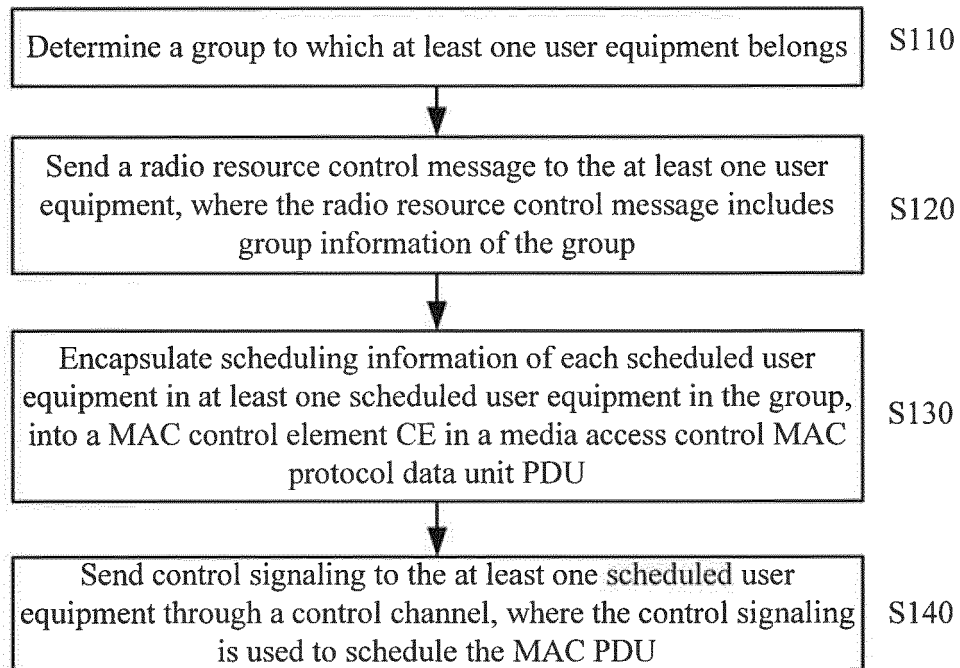 Determine a group to which at least one user equipment belongs
S110
Send a radio resource control message to the at least one user
equipment, where the radio resource control message includes
group information of the group
S120
Encapsulate scheduling information of each scheduled user
equipment in at least one scheduled user equipment in the group,
into a MAC control element CE in a media access control MAC
protocol data unit PDU
S130
Send control signaling to the at least one scheduled user
equipment through a control channel, where the control signaling
is used to schedule the MAC PDU
S140